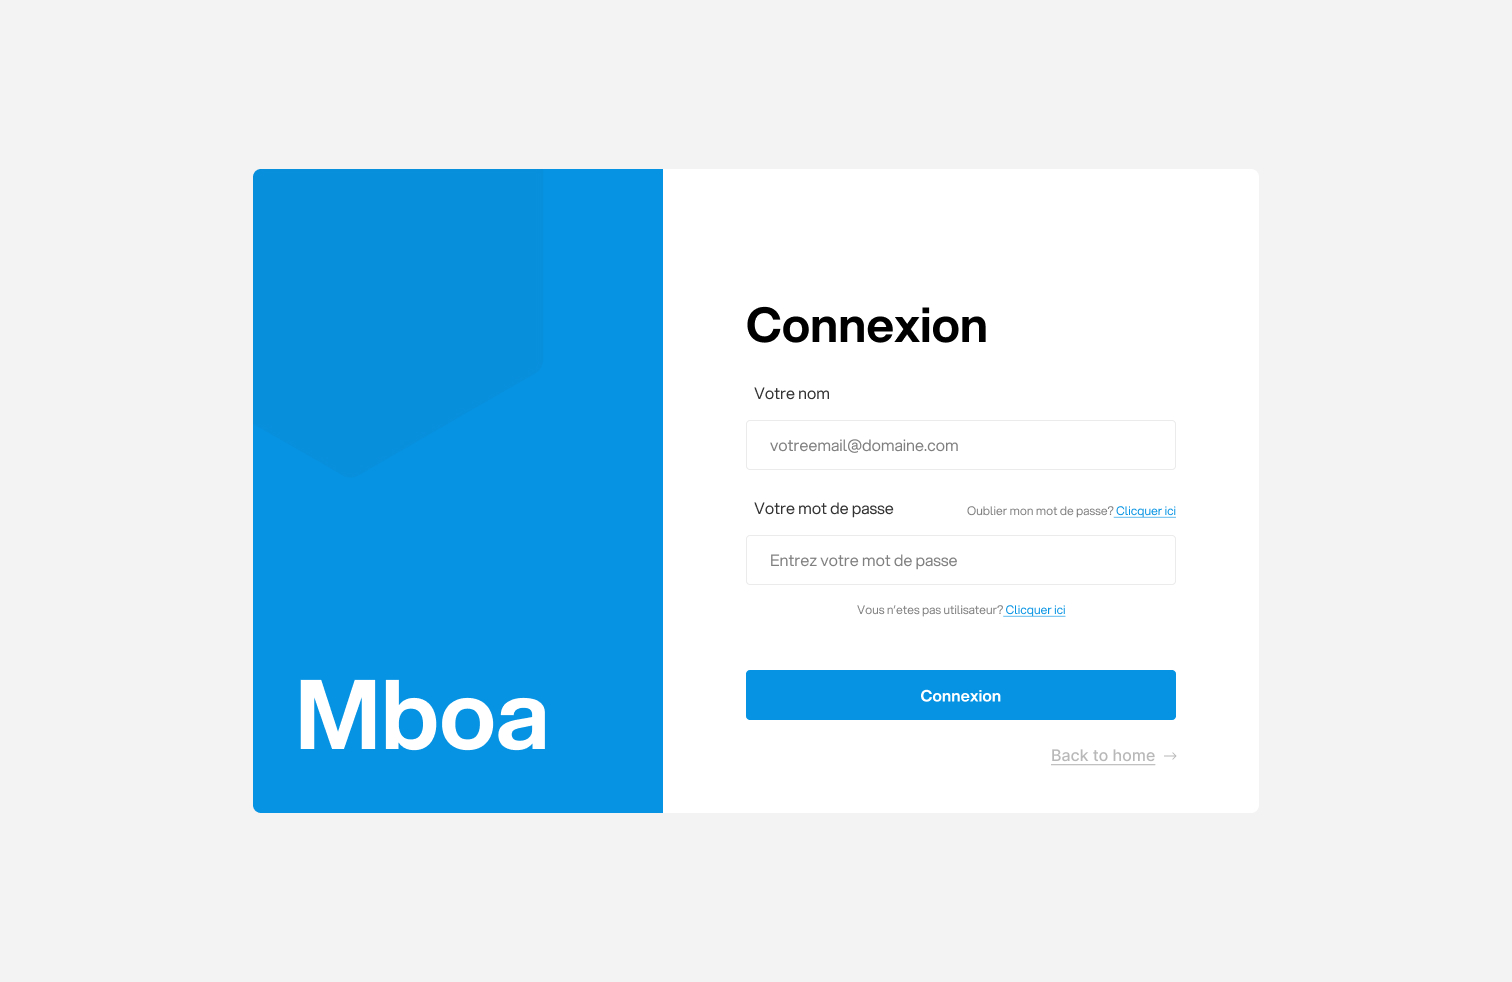 Connexion
Votre nom
votreemail@domaine.com
Votre mot de passe
Oublier mon mot de passe? Clicquer ici
Entrez votre mot de passe
Vous n'etes pas utilisateur? Clicquer ici
Mboa
Connexion
Back to home →